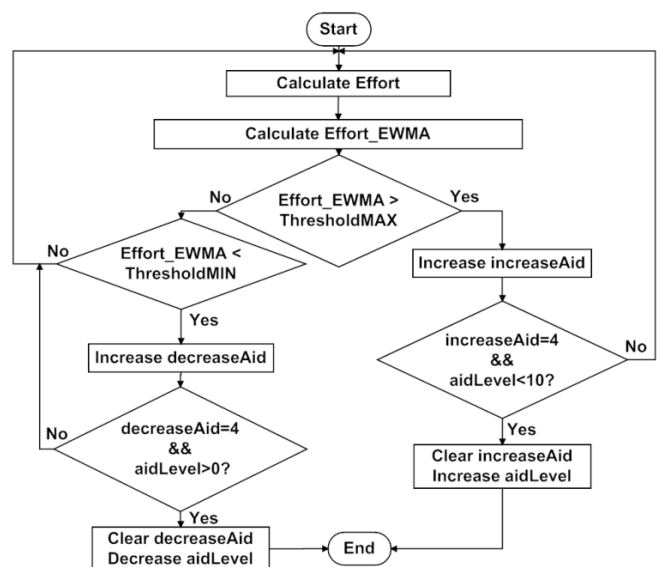 Start
Calculate Effort
Calculate Effort_EWMA
No
Effort_EWMA >
ThresholdMAX
Yes
No
Effort_EWMA <
ThresholdMIN
Increase increaseAid
Yes
Increase decreaseAid
increaseAid=4
&&
aidLevel<10?
No
No
decreaseAid=4
&&
aidLevel>0?
Yes
Clear increaseAid
Increase aidLevel
Yes
Clear decreaseAid
Decrease aidLevel
End